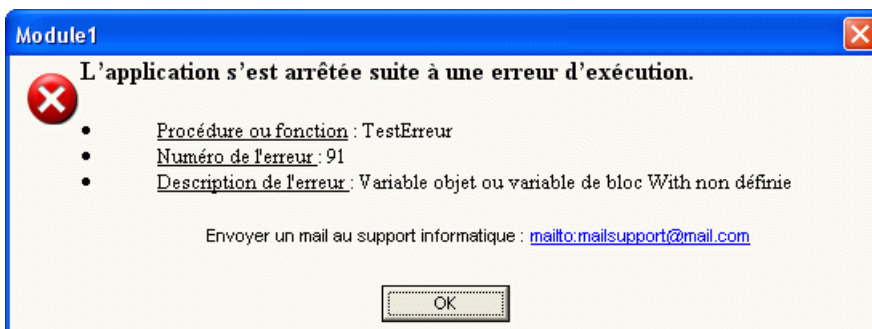 Module1
L'application s'est arrêtée suite à une erreur d'exécution.
• Procédure ou fonction : TestErreur
• Numéro de l'erreur : 91
• Description de l'erreur : Variable objet ou variable de bloc With non définie
Envoyer un mail au support informatique : mailto:mailsupport@mail.com
OK